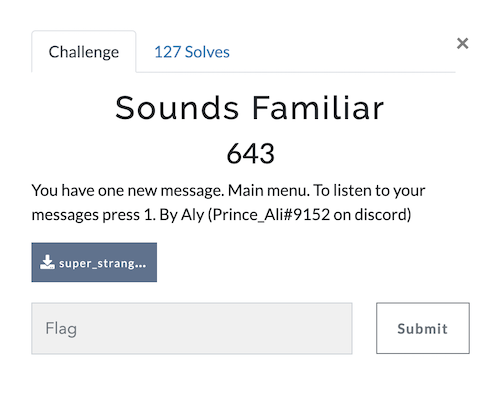 Challenge
127 Solves
×
Sounds Familiar
643
You have one new message. Main menu. To listen to your
messages press 1. By Aly (Prince_Ali#9152 on discord)
super_strang...
Flag
Submit